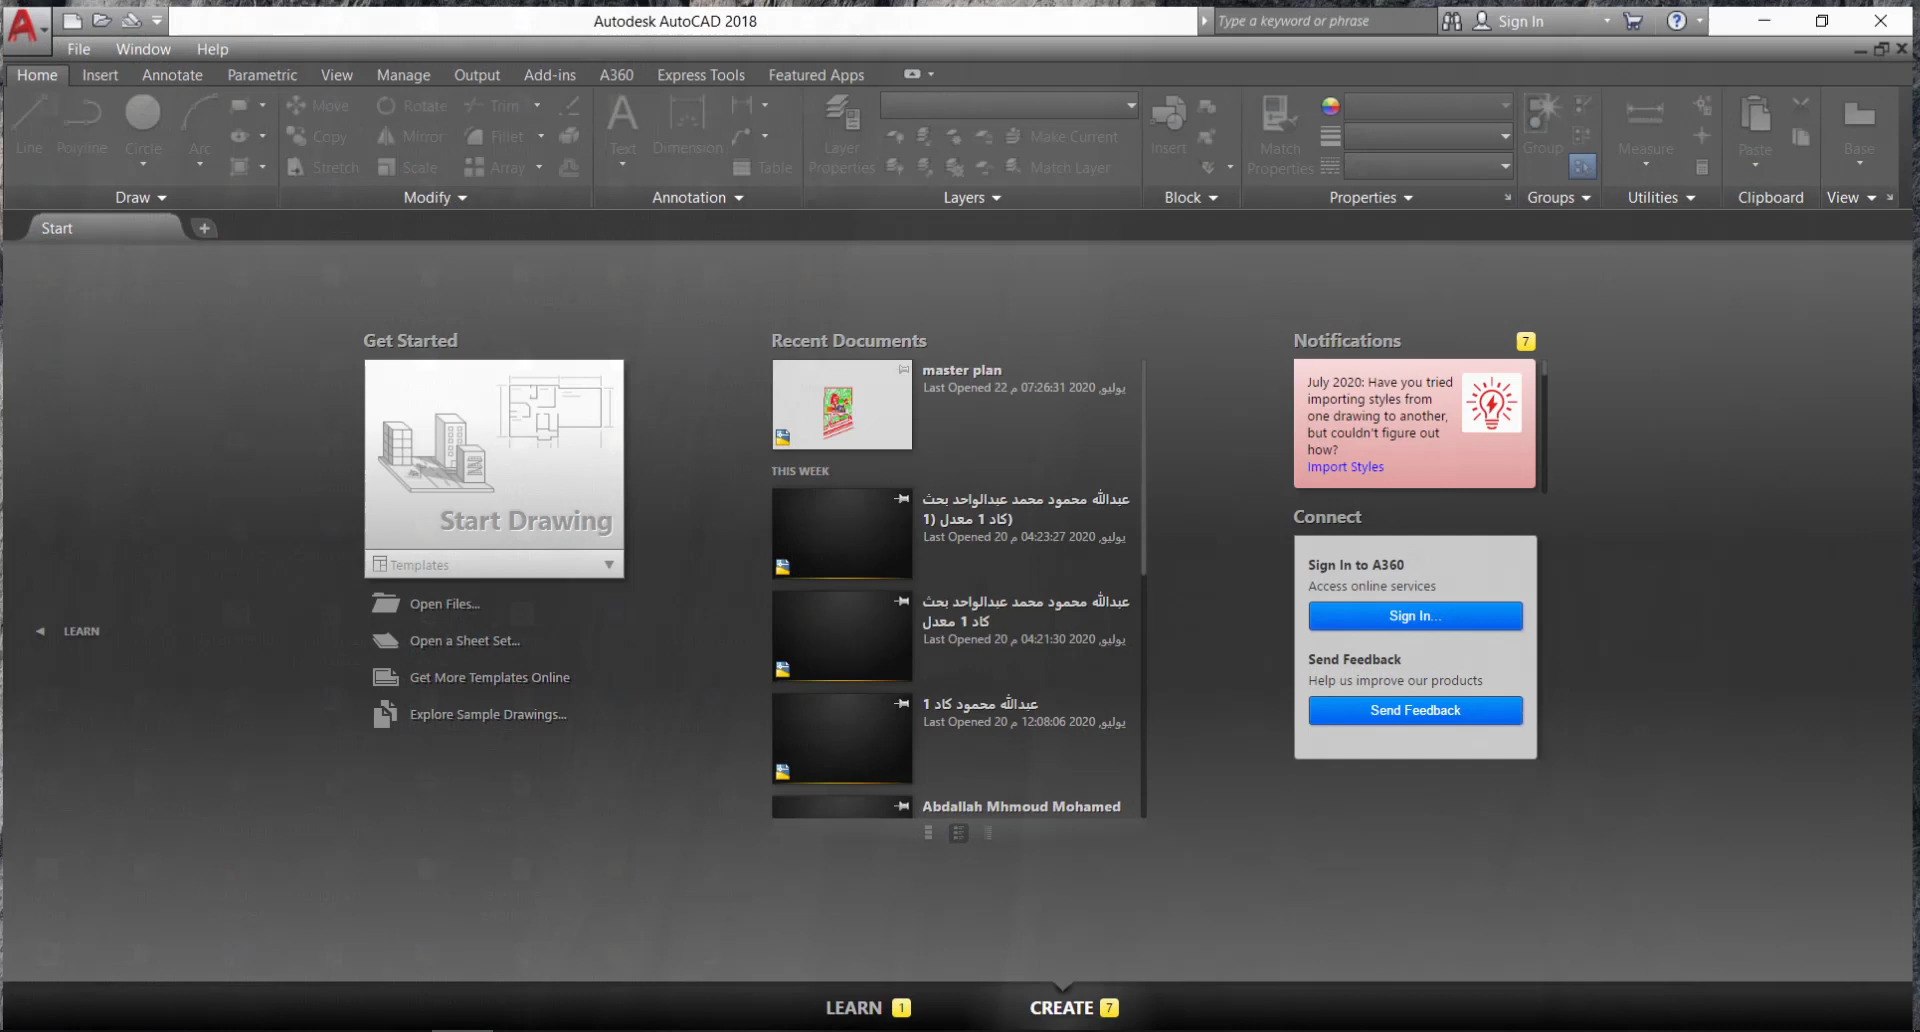 Autodesk AutoCAD 2018
Type a keyword or phrase
Sign In
File Window Help
Home Insert Annotate Parametric View Manage Output Add-ins A360 Express Tools Featured Apps
Line
Polyline
Circle
Arc
Move
Rotate
Trim
Copy
Mirror
Fillet
Stretch
Scale
Array
Text
Dimension
Table
Layer
Properties
Make Current
Match Layer
Insert
Match
Properties
Group
Measure
Paste
Base
Draw
Modify
Annotation
Layers
Block
Properties
Groups
Utilities
Clipboard
View
Start
LEARN
Get Started
Start Drawing
Templates
Open Files...
Open a Sheet Set...
Get More Templates Online
Explore Sample Drawings...
Recent Documents
master plan
Last Opened 22 يوليو, 2020 07:26:31 م
THIS WEEK
عبدالله محمود محمد عبدالواحد بحث
كاد 1 معدل (1)
Last Opened 20 يوليو, 2020 04:23:27 م
عبدالله محمود محمد عبدالواحد بحث
كاد 1 معدل
Last Opened 20 يوليو, 2020 04:21:30 م
عبدالله محمود كاد 1
Last Opened 20 يوليو, 2020 12:08:06 م
Abdallah Mhmoud Mohamed
Notifications 7
July 2020: Have you tried
importing styles from
one drawing to another,
but couldn't figure out
how?
Import Styles
Connect
Sign In to A360
Access online services
Sign In...
Send Feedback
Help us improve our products
Send Feedback
LEARN 1
CREATE 7